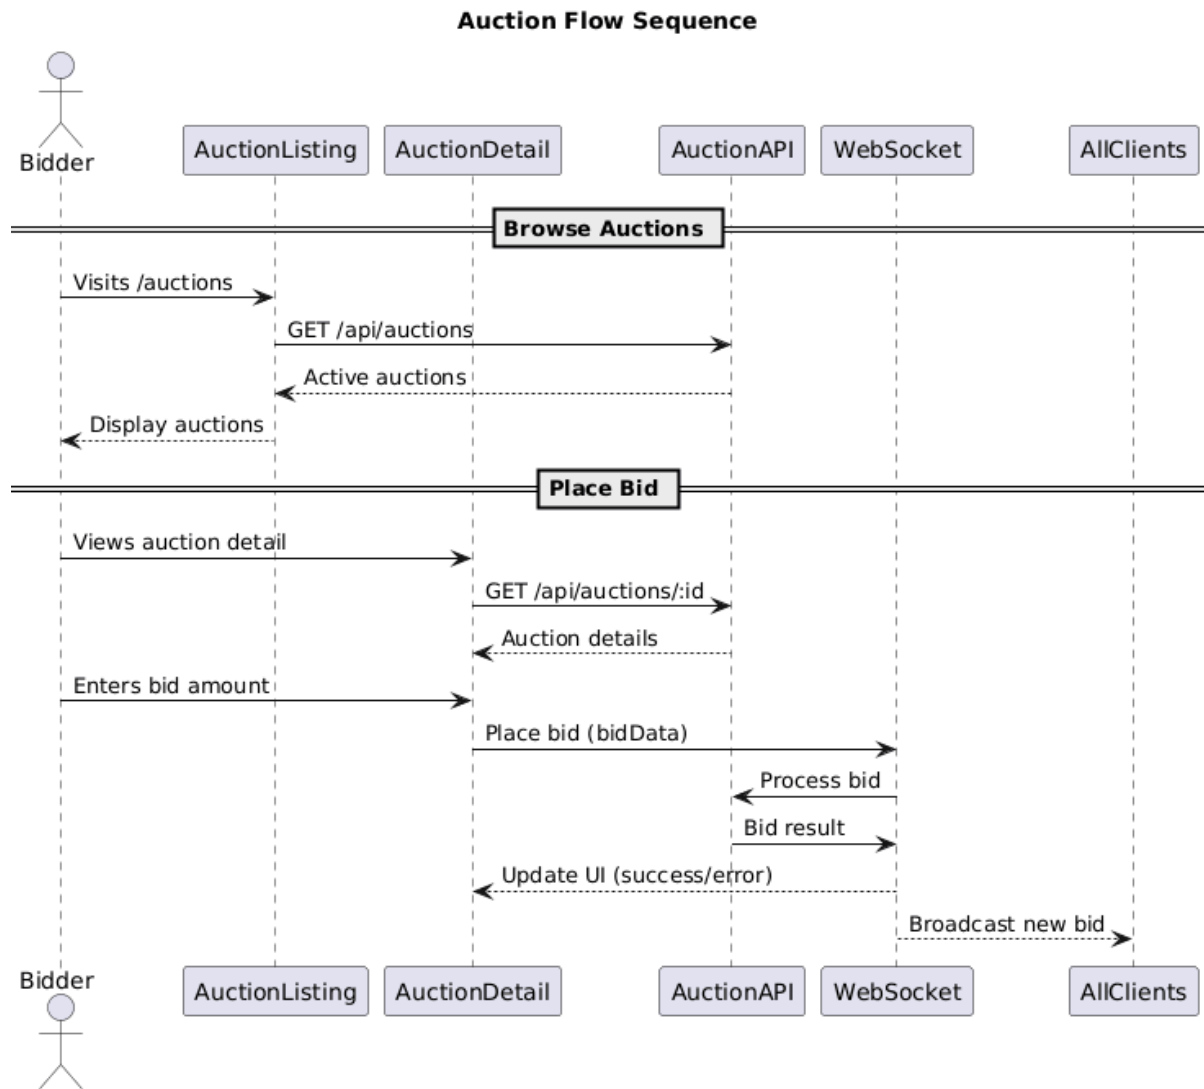 Auction Flow Sequence
Bidder
AuctionListing
AuctionDetail
AuctionAPI
WebSocket
AllClients
Browse Auctions
Visits /auctions
GET /api/auctions
Active auctions
Display auctions
Place Bid
Views auction detail
GET /api/auctions/:id
Auction details
Enters bid amount
Place bid (bidData)
Process bid
Bid result
Update UI (success/error)
Broadcast new bid
Bidder
AuctionListing
AuctionDetail
AuctionAPI
WebSocket
AllClients